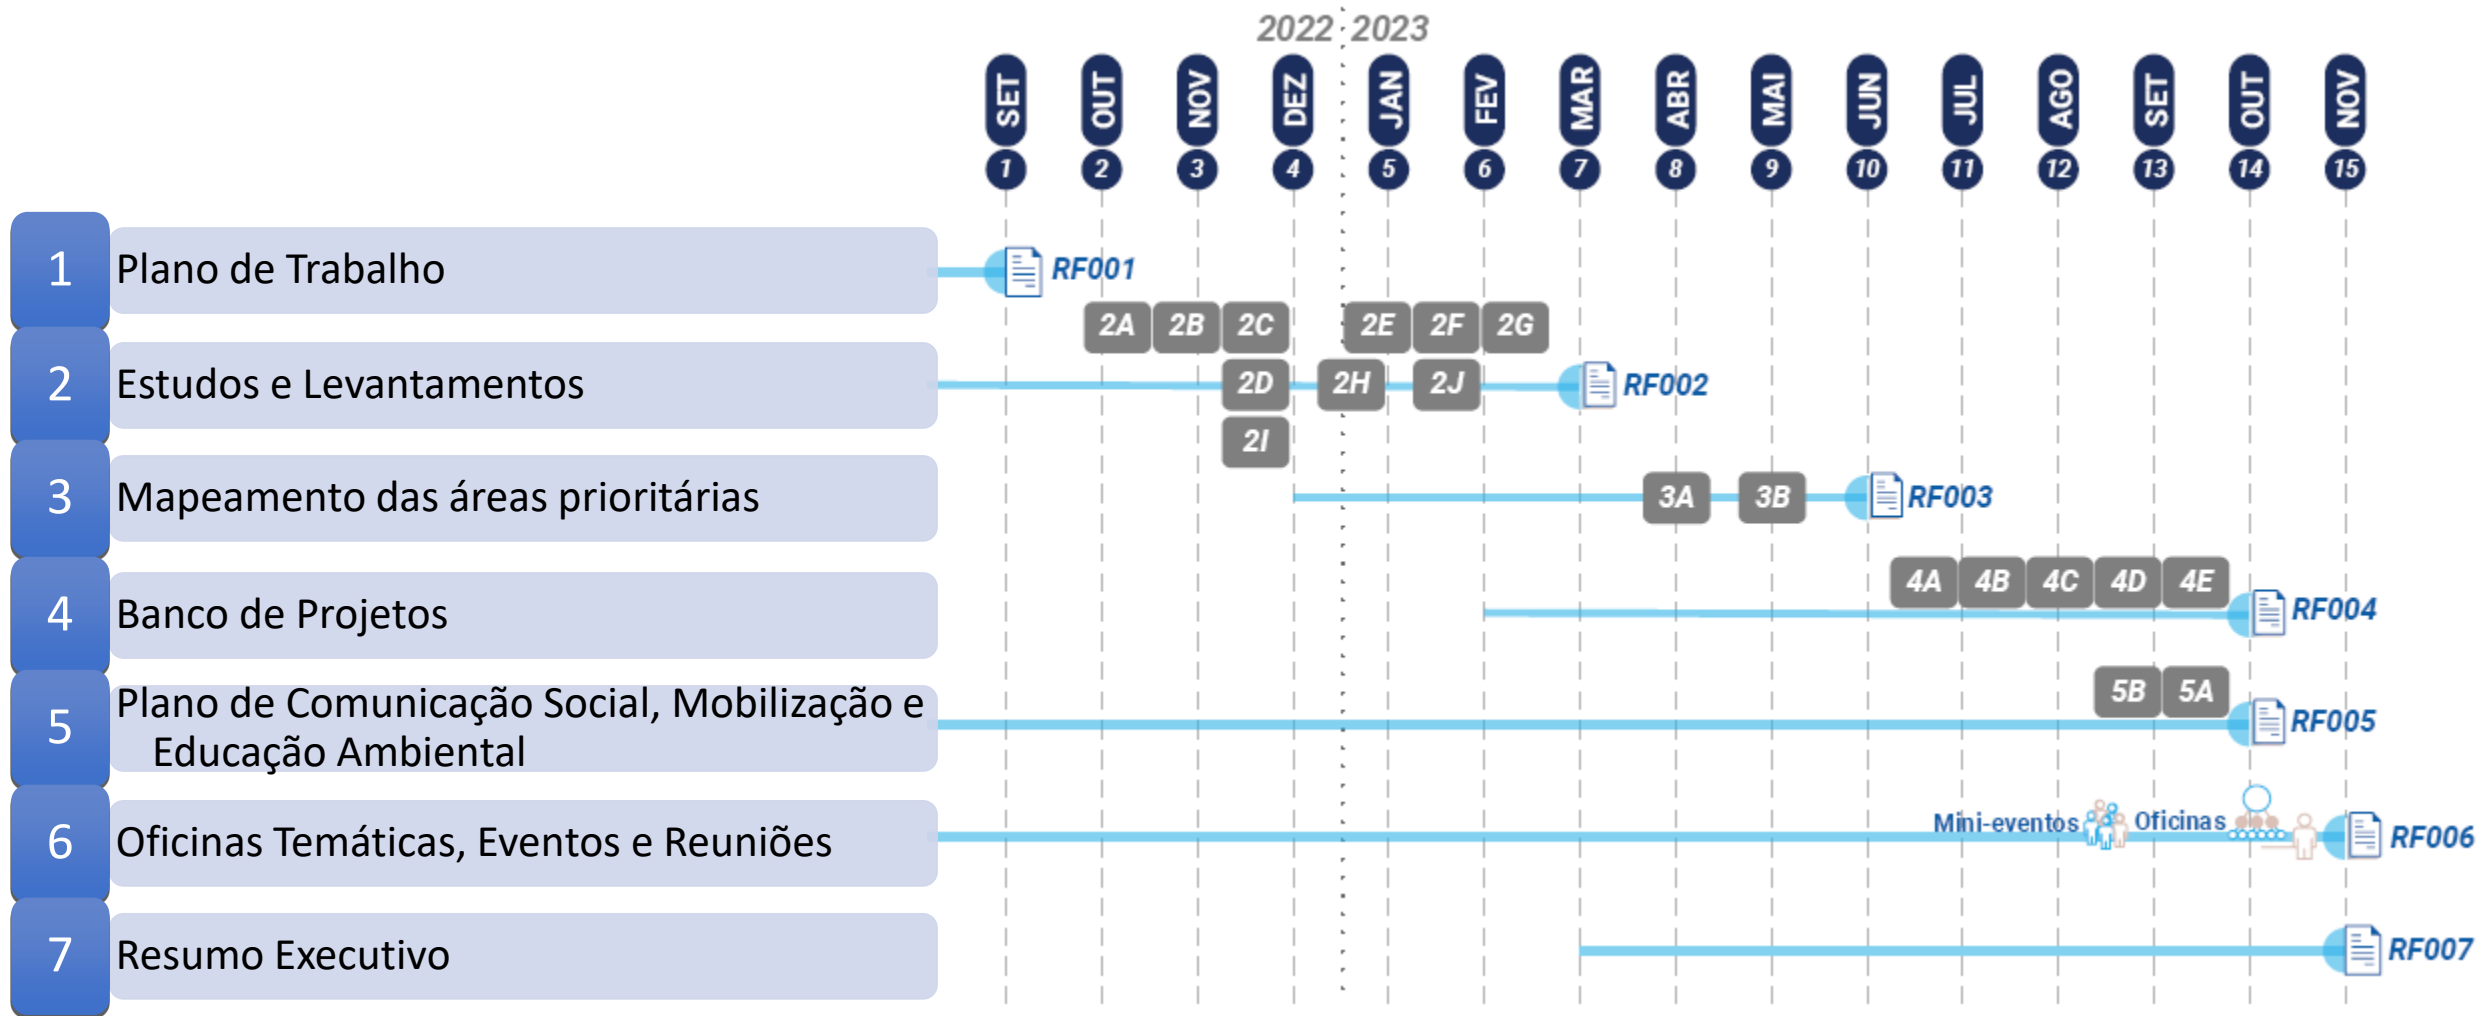 2022 2023
SET OUT NOV DEZ JAN FEV MAR ABR MAI JUN JUL AGO SET OUT NOV
1 2 3 4 5 6 7 8 9 10 11 12 13 14 15
1 Plano de Trabalho RF001
2A 2B 2C 2E 2F 2G
2 Estudos e Levantamentos 2D 2H 2J RF002
2I
3 Mapeamento das áreas prioritárias 3A 3B RF003
4A 4B 4C 4D 4E
4 Banco de Projetos RF004
5B 5A
5 Plano de Comunicação Social, Mobilização e
Educação Ambiental RF005
Mini-eventos Oficinas
6 Oficinas Temáticas, Eventos e Reuniões RF006
7 Resumo Executivo RF007